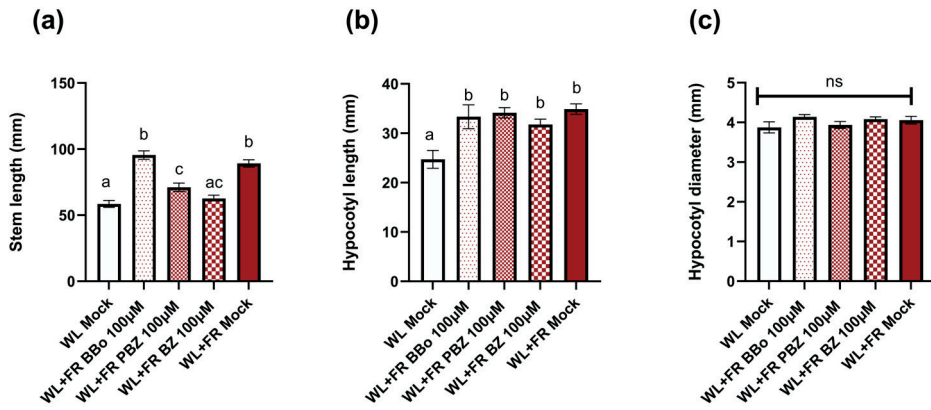 (a)
Stem length (mm)
150
100
50
0
a
b
c
ac
b
WL Mock
WL+FR BBo 100µM
WL+FR PBZ 100µM
WL+FR BZ 100µM
WL+FR Mock
(b)
Hypocotyl length (mm)
40
30
20
10
0
a
b
b
b
b
WL Mock
WL+FR BBo 100µM
WL+FR PBZ 100µM
WL+FR BZ 100µM
WL+FR Mock
(c)
Hypocotyl diameter (mm)
5
4
3
2
1
0
ns
WL Mock
WL+FR BBo 100µM
WL+FR PBZ 100µM
WL+FR BZ 100µM
WL+FR Mock